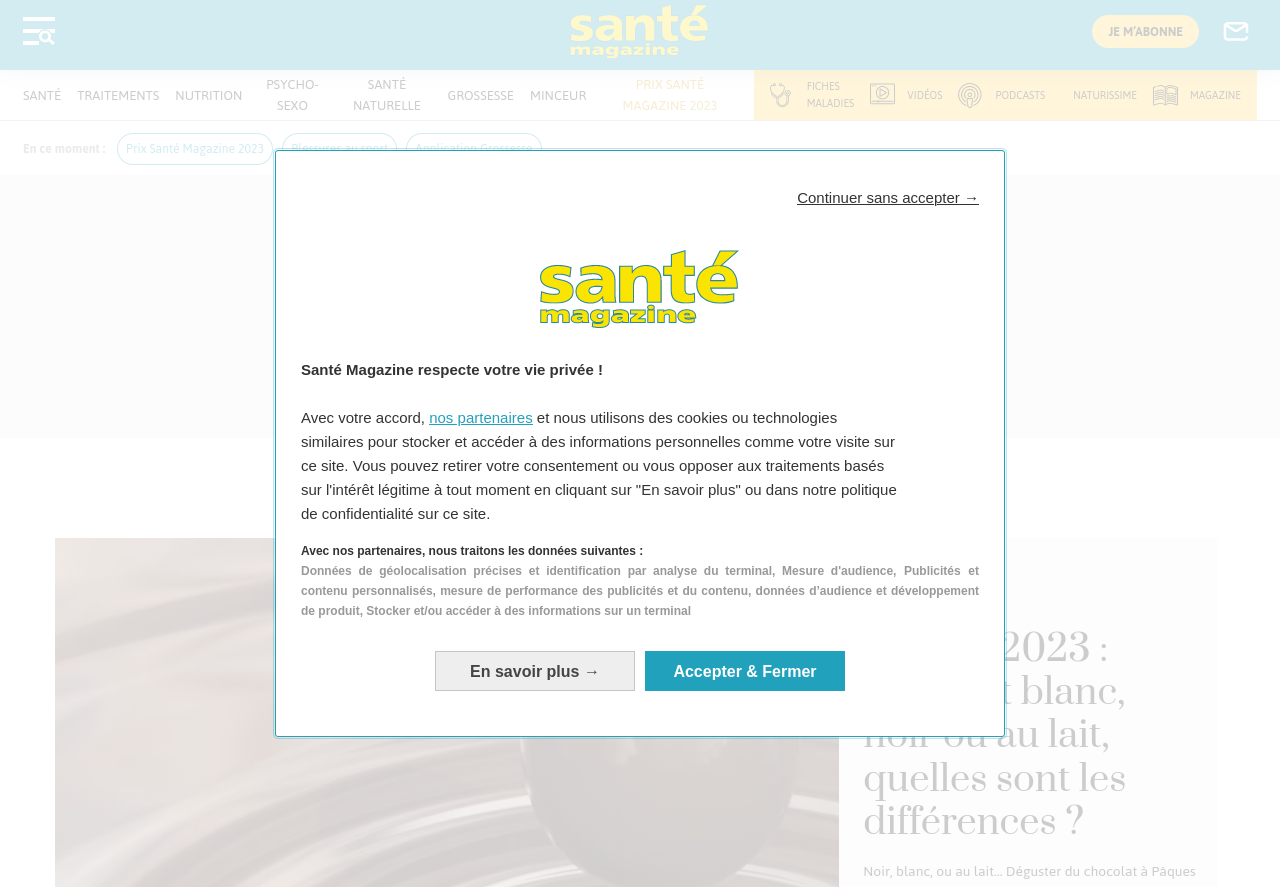 santé
magazine
JE M'ABONNE
SANTÉ
TRAITEMENTS
NUTRITION
PSYCHO-
SEXO
SANTÉ
NATURELLE
GROSSESSE
MINCEUR
PRIX SANTÉ
MAGAZINE 2023
FICHES
MALADIES
VIDÉOS
PODCASTS
NATURISSIME
MAGAZINE
En ce moment :
Prix Santé Magazine 2023
Blessures au sport
Application Grossesse
Continuer sans accepter →
santé
magazine
Santé Magazine respecte votre vie privée !
Avec votre accord, nos partenaires et nous utilisons des cookies ou technologies
similaires pour stocker et accéder à des informations personnelles comme votre visite sur
ce site. Vous pouvez retirer votre consentement ou vous opposer aux traitements basés
sur l'intérêt légitime à tout moment en cliquant sur "En savoir plus" ou dans notre politique
de confidentialité sur ce site.
Avec nos partenaires, nous traitons les données suivantes :
Données de géolocalisation précises et identification par analyse du terminal, Mesure d'audience, Publicités et
contenu personnalisés, mesure de performance des publicités et du contenu, données d'audience et développement
de produit, Stocker et/ou accéder à des informations sur un terminal
En savoir plus →
Accepter & Fermer
2023 :
blanc,
noir ou au lait,
quelles sont les
différences ?
Noir, blanc, ou au lait... Déguster du chocolat à Pâques